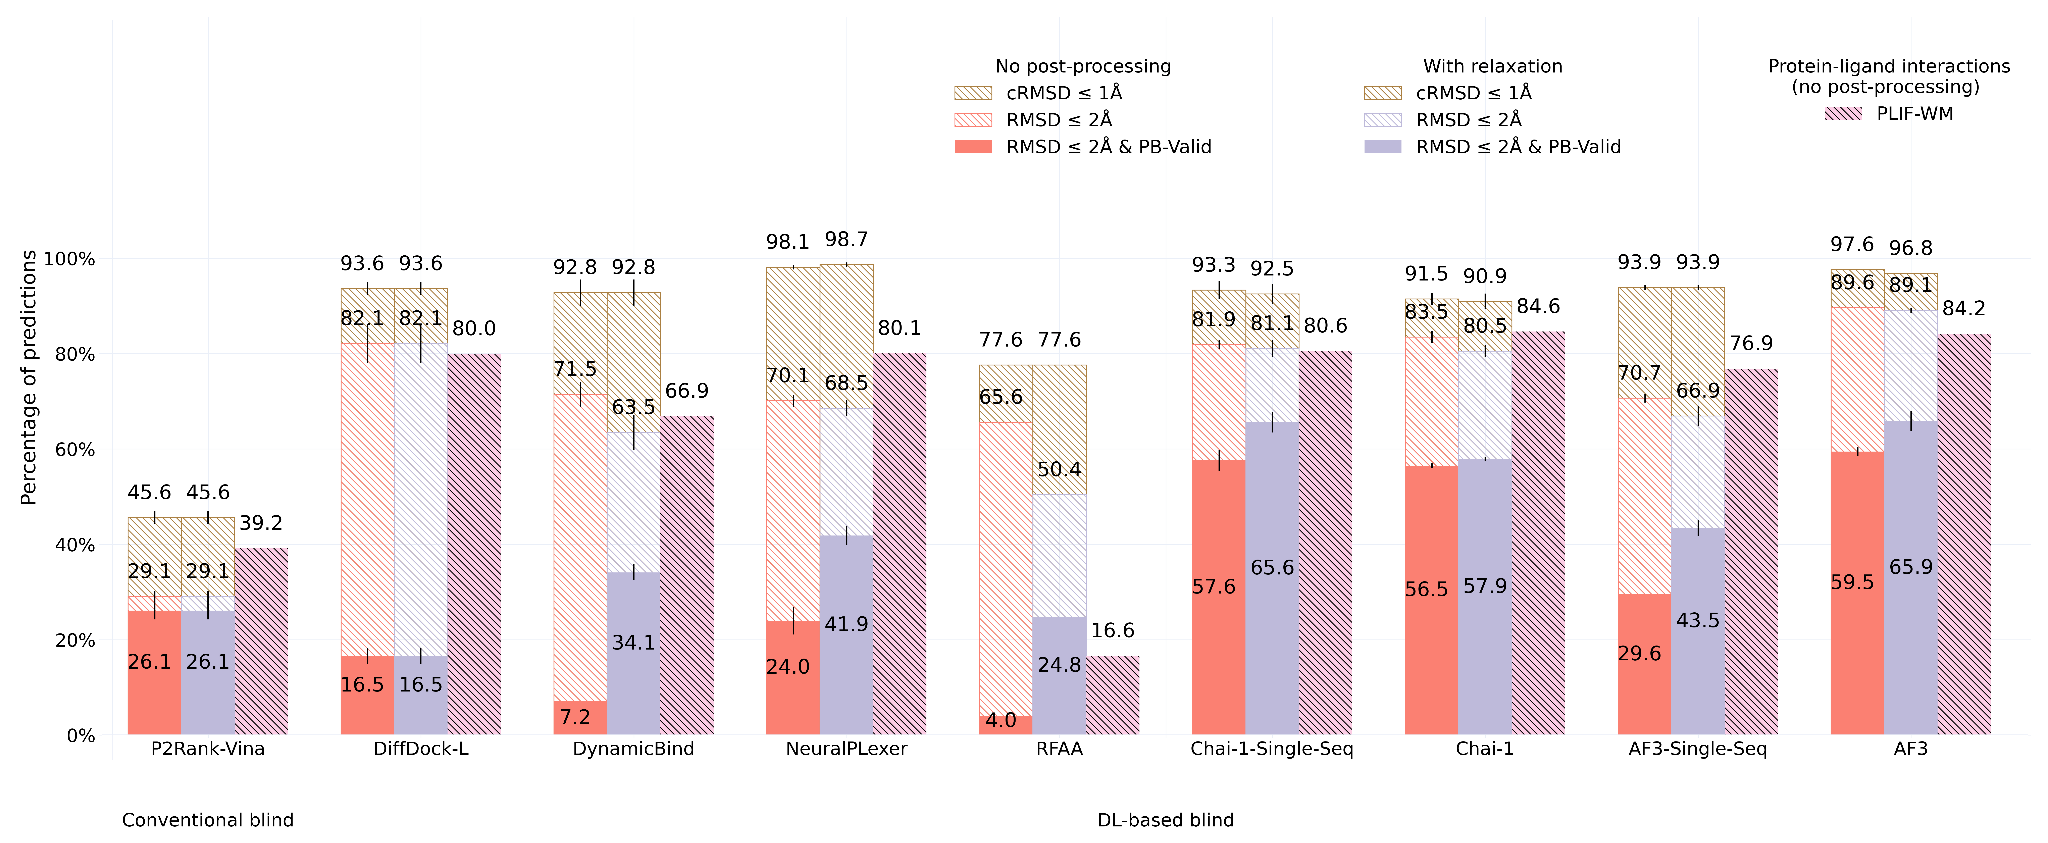 No post-processing
cRMSD ≤ 1Å
RMSD ≤ 2Å
RMSD ≤ 2Å & PB-Valid
With relaxation
cRMSD ≤ 1Å
RMSD ≤ 2Å
RMSD ≤ 2Å & PB-Valid
Protein-ligand interactions
(no post-processing)
PLIF-WM
Percentage of predictions
100%
80%
60%
40%
20%
0%
45.6 45.6
39.2
29.1 29.1
26.1 26.1
93.6 93.6
82.1 82.1
80.0
16.5 16.5
92.8 92.8
71.5
63.5
66.9
7.2
34.1
98.1 98.7
70.1 68.5
80.1
24.0
41.9
77.6 77.6
65.6
50.4
16.6
4.0
24.8
93.3 92.5
81.9 81.1 80.6
57.6 65.6
91.5 90.9
83.5 80.5
84.6
56.5 57.9
93.9 93.9
70.7 66.9
76.9
29.6
43.5
97.6 96.8
89.6 89.1
84.2
59.5 65.9
P2Rank-Vina
DiffDock-L
DynamicBind
NeuralPLexer
RFAA
Chai-1-Single-Seq
Chai-1
AF3-Single-Seq
AF3
Conventional blind
DL-based blind